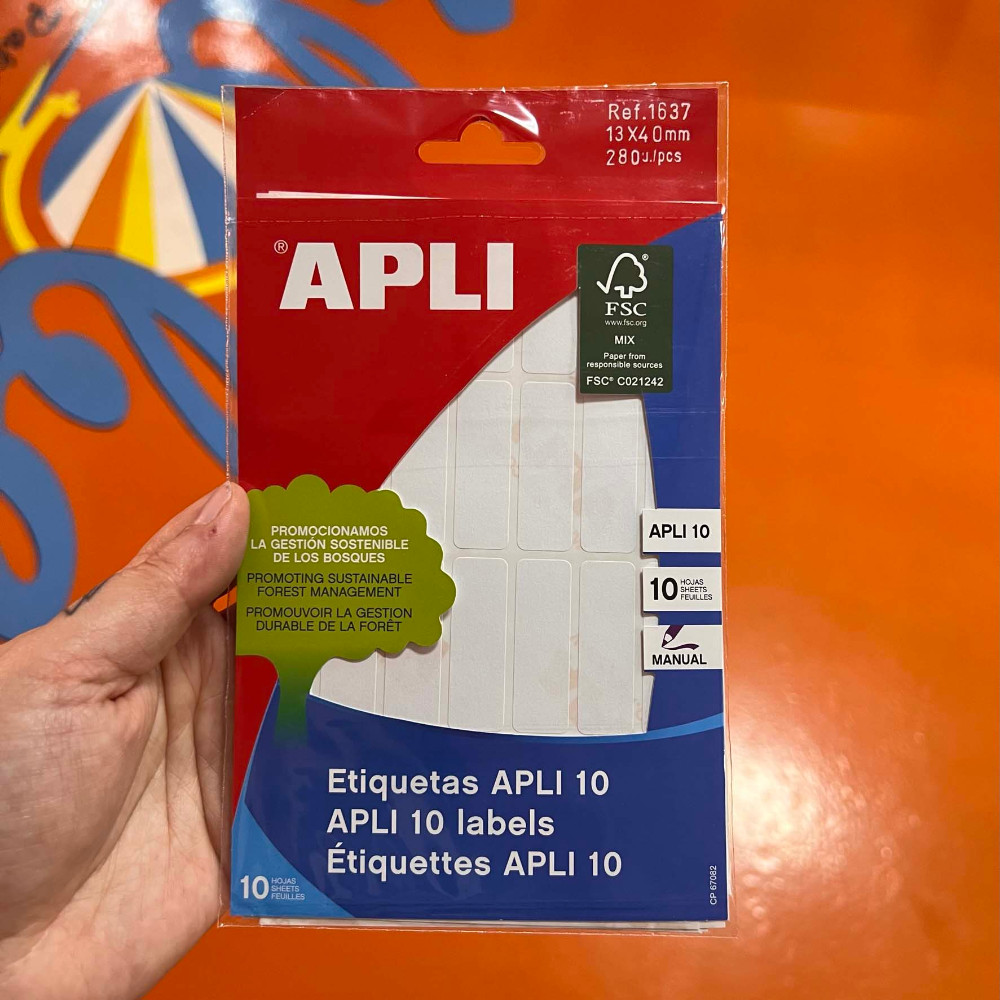 Ref.1637
13X40mm
280u./pcs
® APLI
®
FSC
www.fsc.org
MIX
Paper from
responsible sources
FSC® C021242
PROMOCIONAMOS
LA GESTIÓN SOSTENIBLE
DE LOS BOSQUES
PROMOTING SUSTAINABLE
FOREST MANAGEMENT
PROMOUVOIR LA GESTION
DURABLE DE LA FORÊT
APLI 10
10 HOJAS
SHEETS
FEUILLES
MANUAL
Etiquetas APLI 10
APLI 10 labels
Étiquettes APLI 10
10 HOJAS
SHEETS
FEUILLES
CP 67082